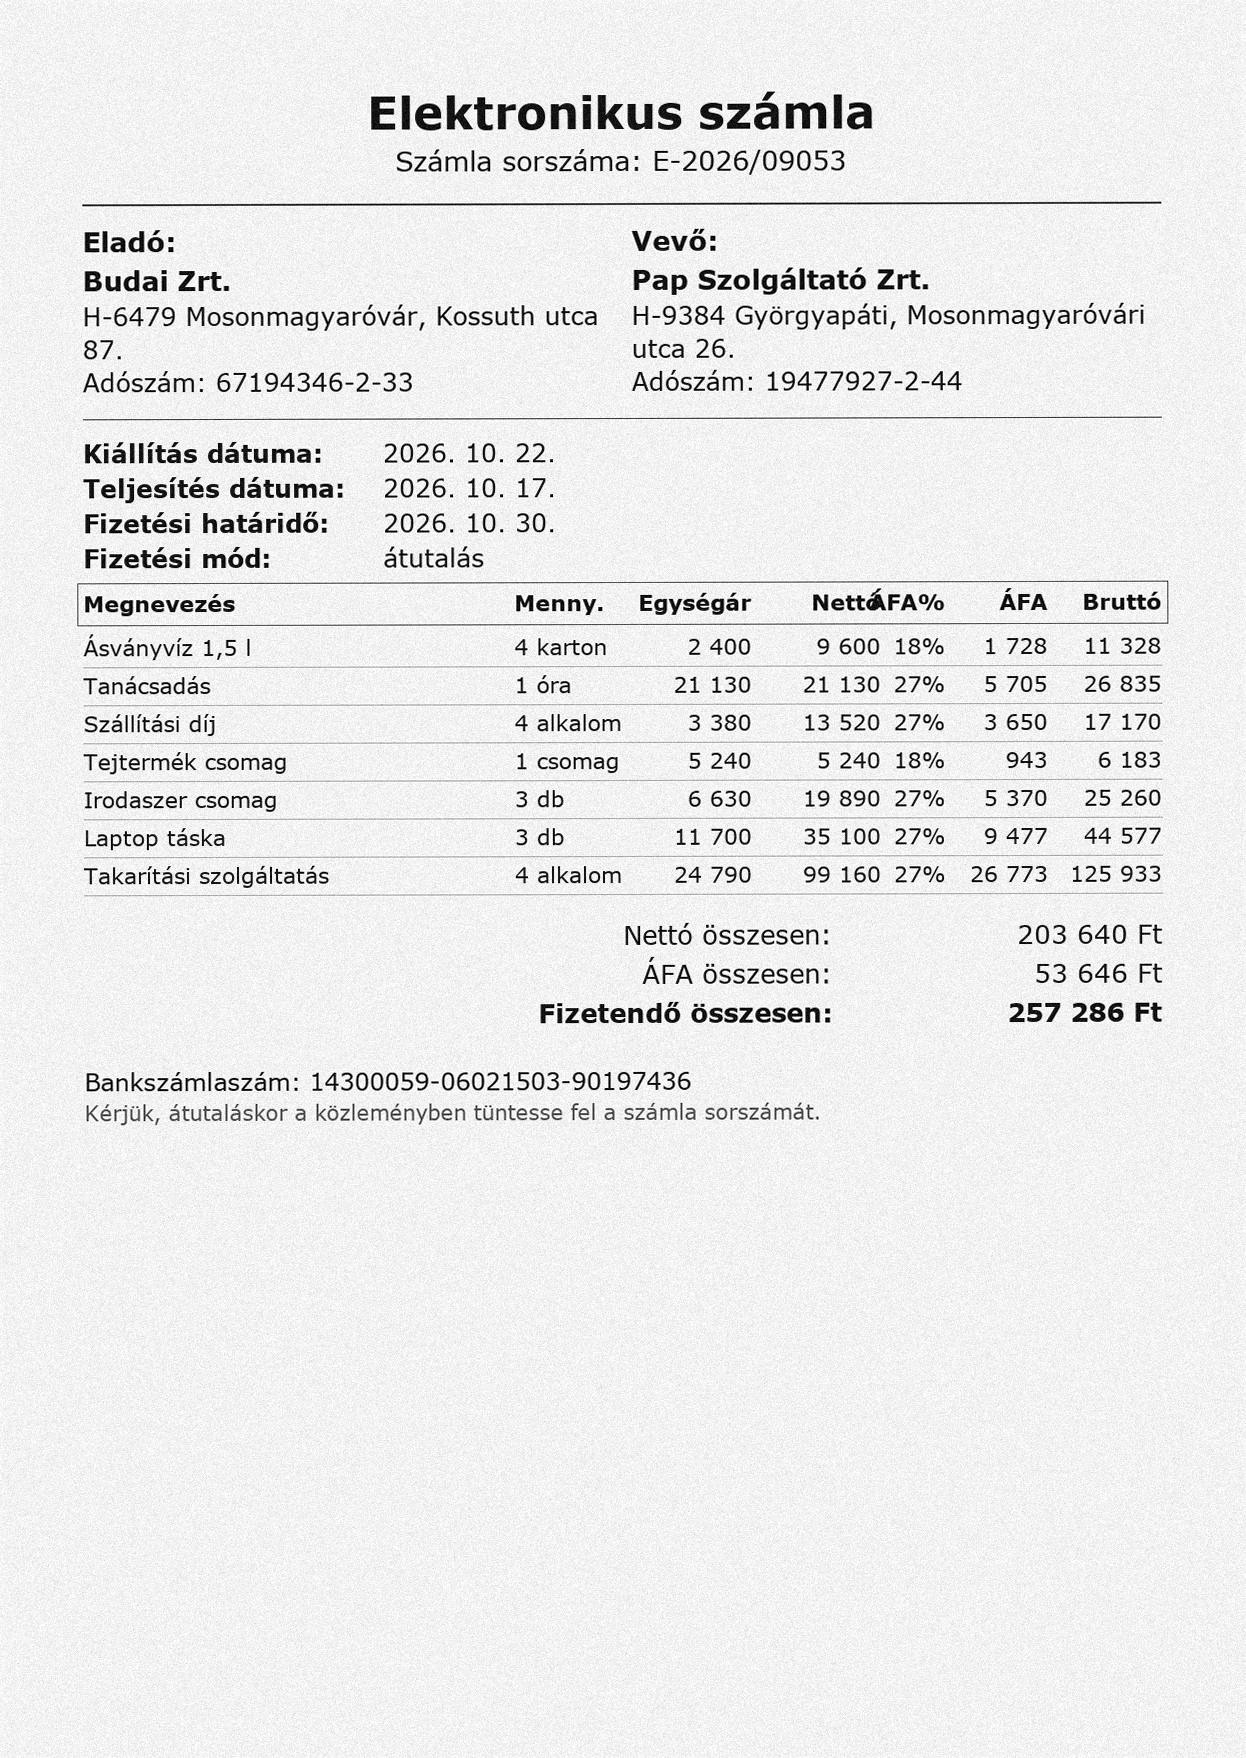 Elektronikus számla
Számla sorszáma: E-2026/09053
Eladó:
Budai Zrt.
H-6479 Mosonmagyaróvár, Kossuth utca
87.
Adószám: 67194346-2-33
Vevő:
Pap Szolgáltató Zrt.
H-9384 Györgyapáti, Mosonmagyaróvári
utca 26.
Adószám: 19477927-2-44
Kiállítás dátuma: 2026. 10. 22.
Teljesítés dátuma: 2026. 10. 17.
Fizetési határidő: 2026. 10. 30.
Fizetési mód: átutalás
Megnevezés Menny. Egységár Nettó ÁFA% ÁFA Bruttó
Ásványvíz 1,5 l 4 karton 2 400 9 600 18% 1 728 11 328
Tanácsadás 1 óra 21 130 21 130 27% 5 705 26 835
Szállítási díj 4 alkalom 3 380 13 520 27% 3 650 17 170
Tejtermék csomag 1 csomag 5 240 5 240 18% 943 6 183
Irodaszer csomag 3 db 6 630 19 890 27% 5 370 25 260
Laptop táska 3 db 11 700 35 100 27% 9 477 44 577
Takarítási szolgáltatás 4 alkalom 24 790 99 160 27% 26 773 125 933
Nettó összesen: 203 640 Ft
ÁFA összesen: 53 646 Ft
Fizetendő összesen: 257 286 Ft
Bankszámlaszám: 14300059-06021503-90197436
Kérjük, átutaláskor a közleményben tüntesse fel a számla sorszámát.